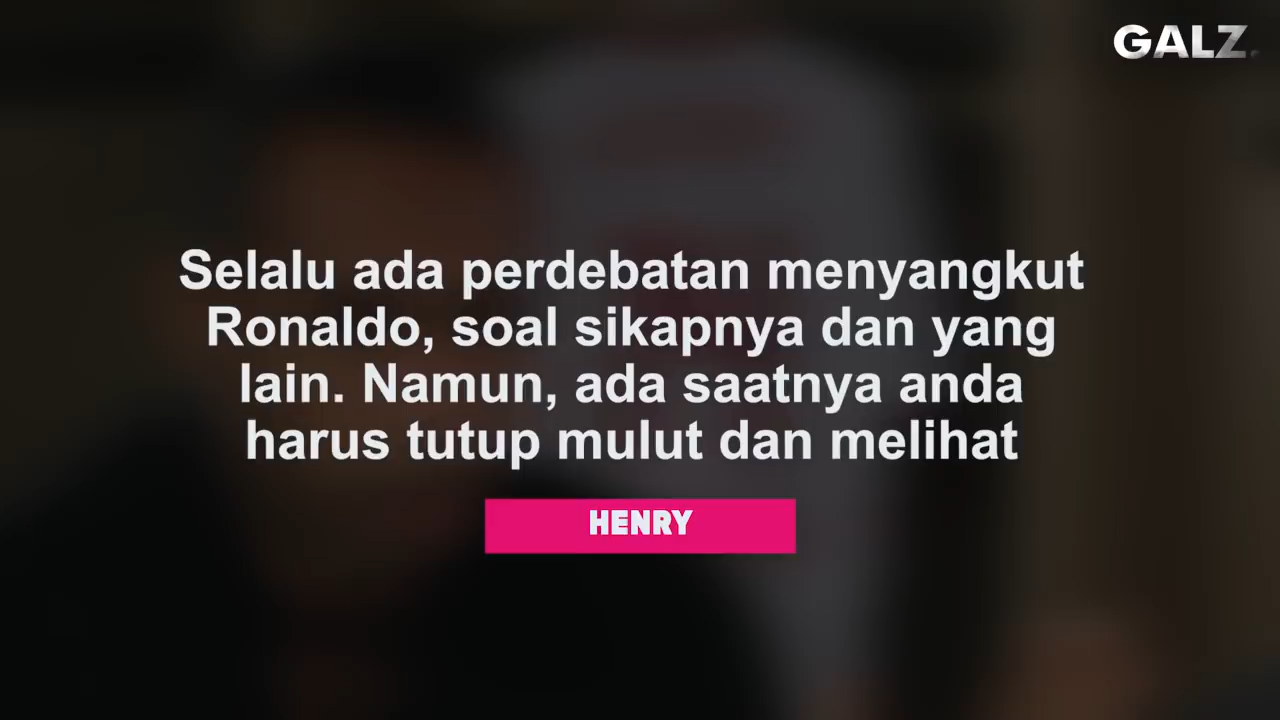 GALZ.
Selalu ada perdebatan menyangkut
Ronaldo, soal sikapnya dan yang
lain. Namun, ada saatnya anda
harus tutup mulut dan melihat
HENRY